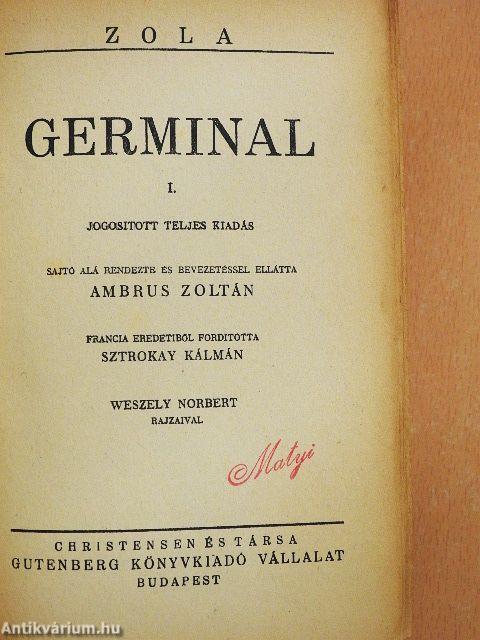 ZOLA
GERMINAL
I.
JOGOSITOTT TELJES KIADÁS
SAJTÓ ALÁ RENDEZTE ÉS BEVEZETÉSSEL ELLÁTTA
AMBRUS ZOLTÁN
FRANCIA EREDETIBŐL FORDITOTTA
SZTROKAY KÁLMÁN
WESZELY NORBERT
RAJZAIVAL
Matyi
CHRISTENSEN ÉS TÁRSA
GUTENBERG KÖNYVKIADÓ VÁLLALAT
BUDAPEST
Antikvárium.hu